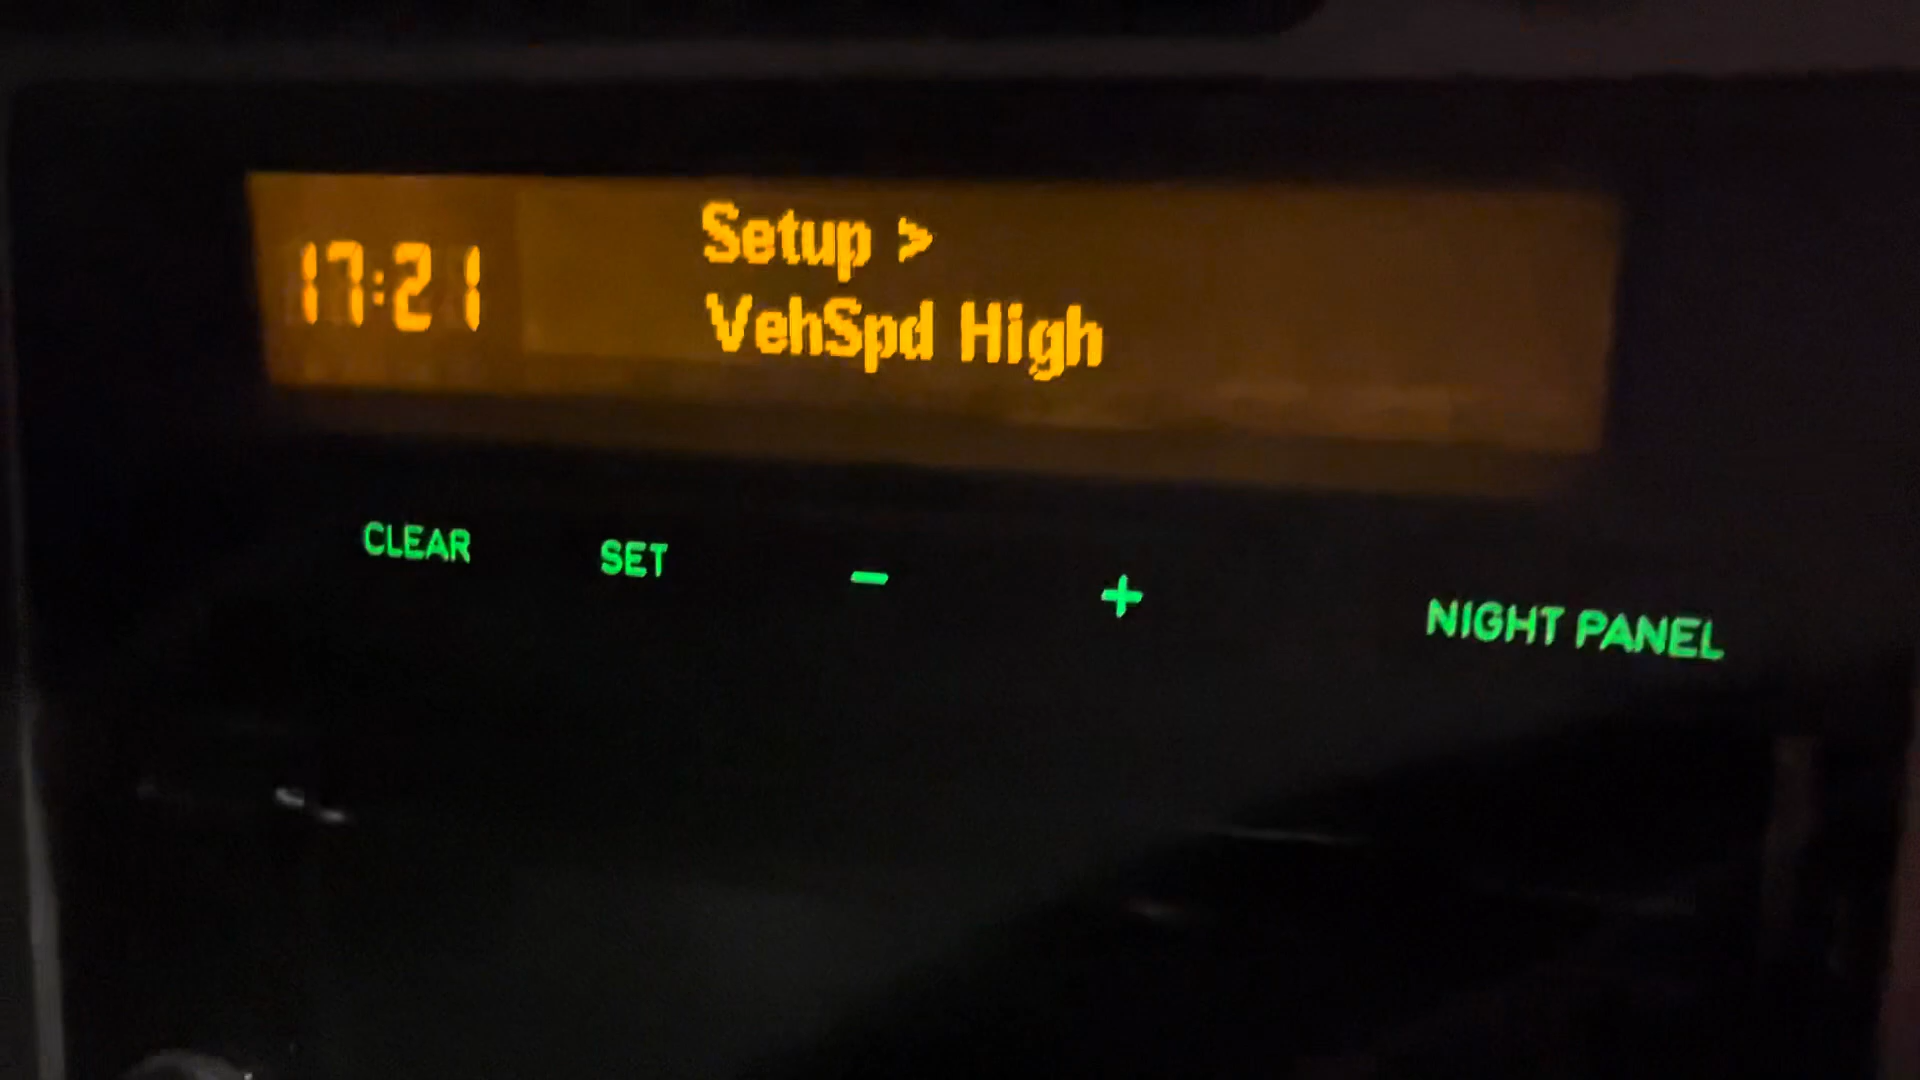 17:21
Setup >
VehSpd High
CLEAR SET - +
NIGHT PANEL